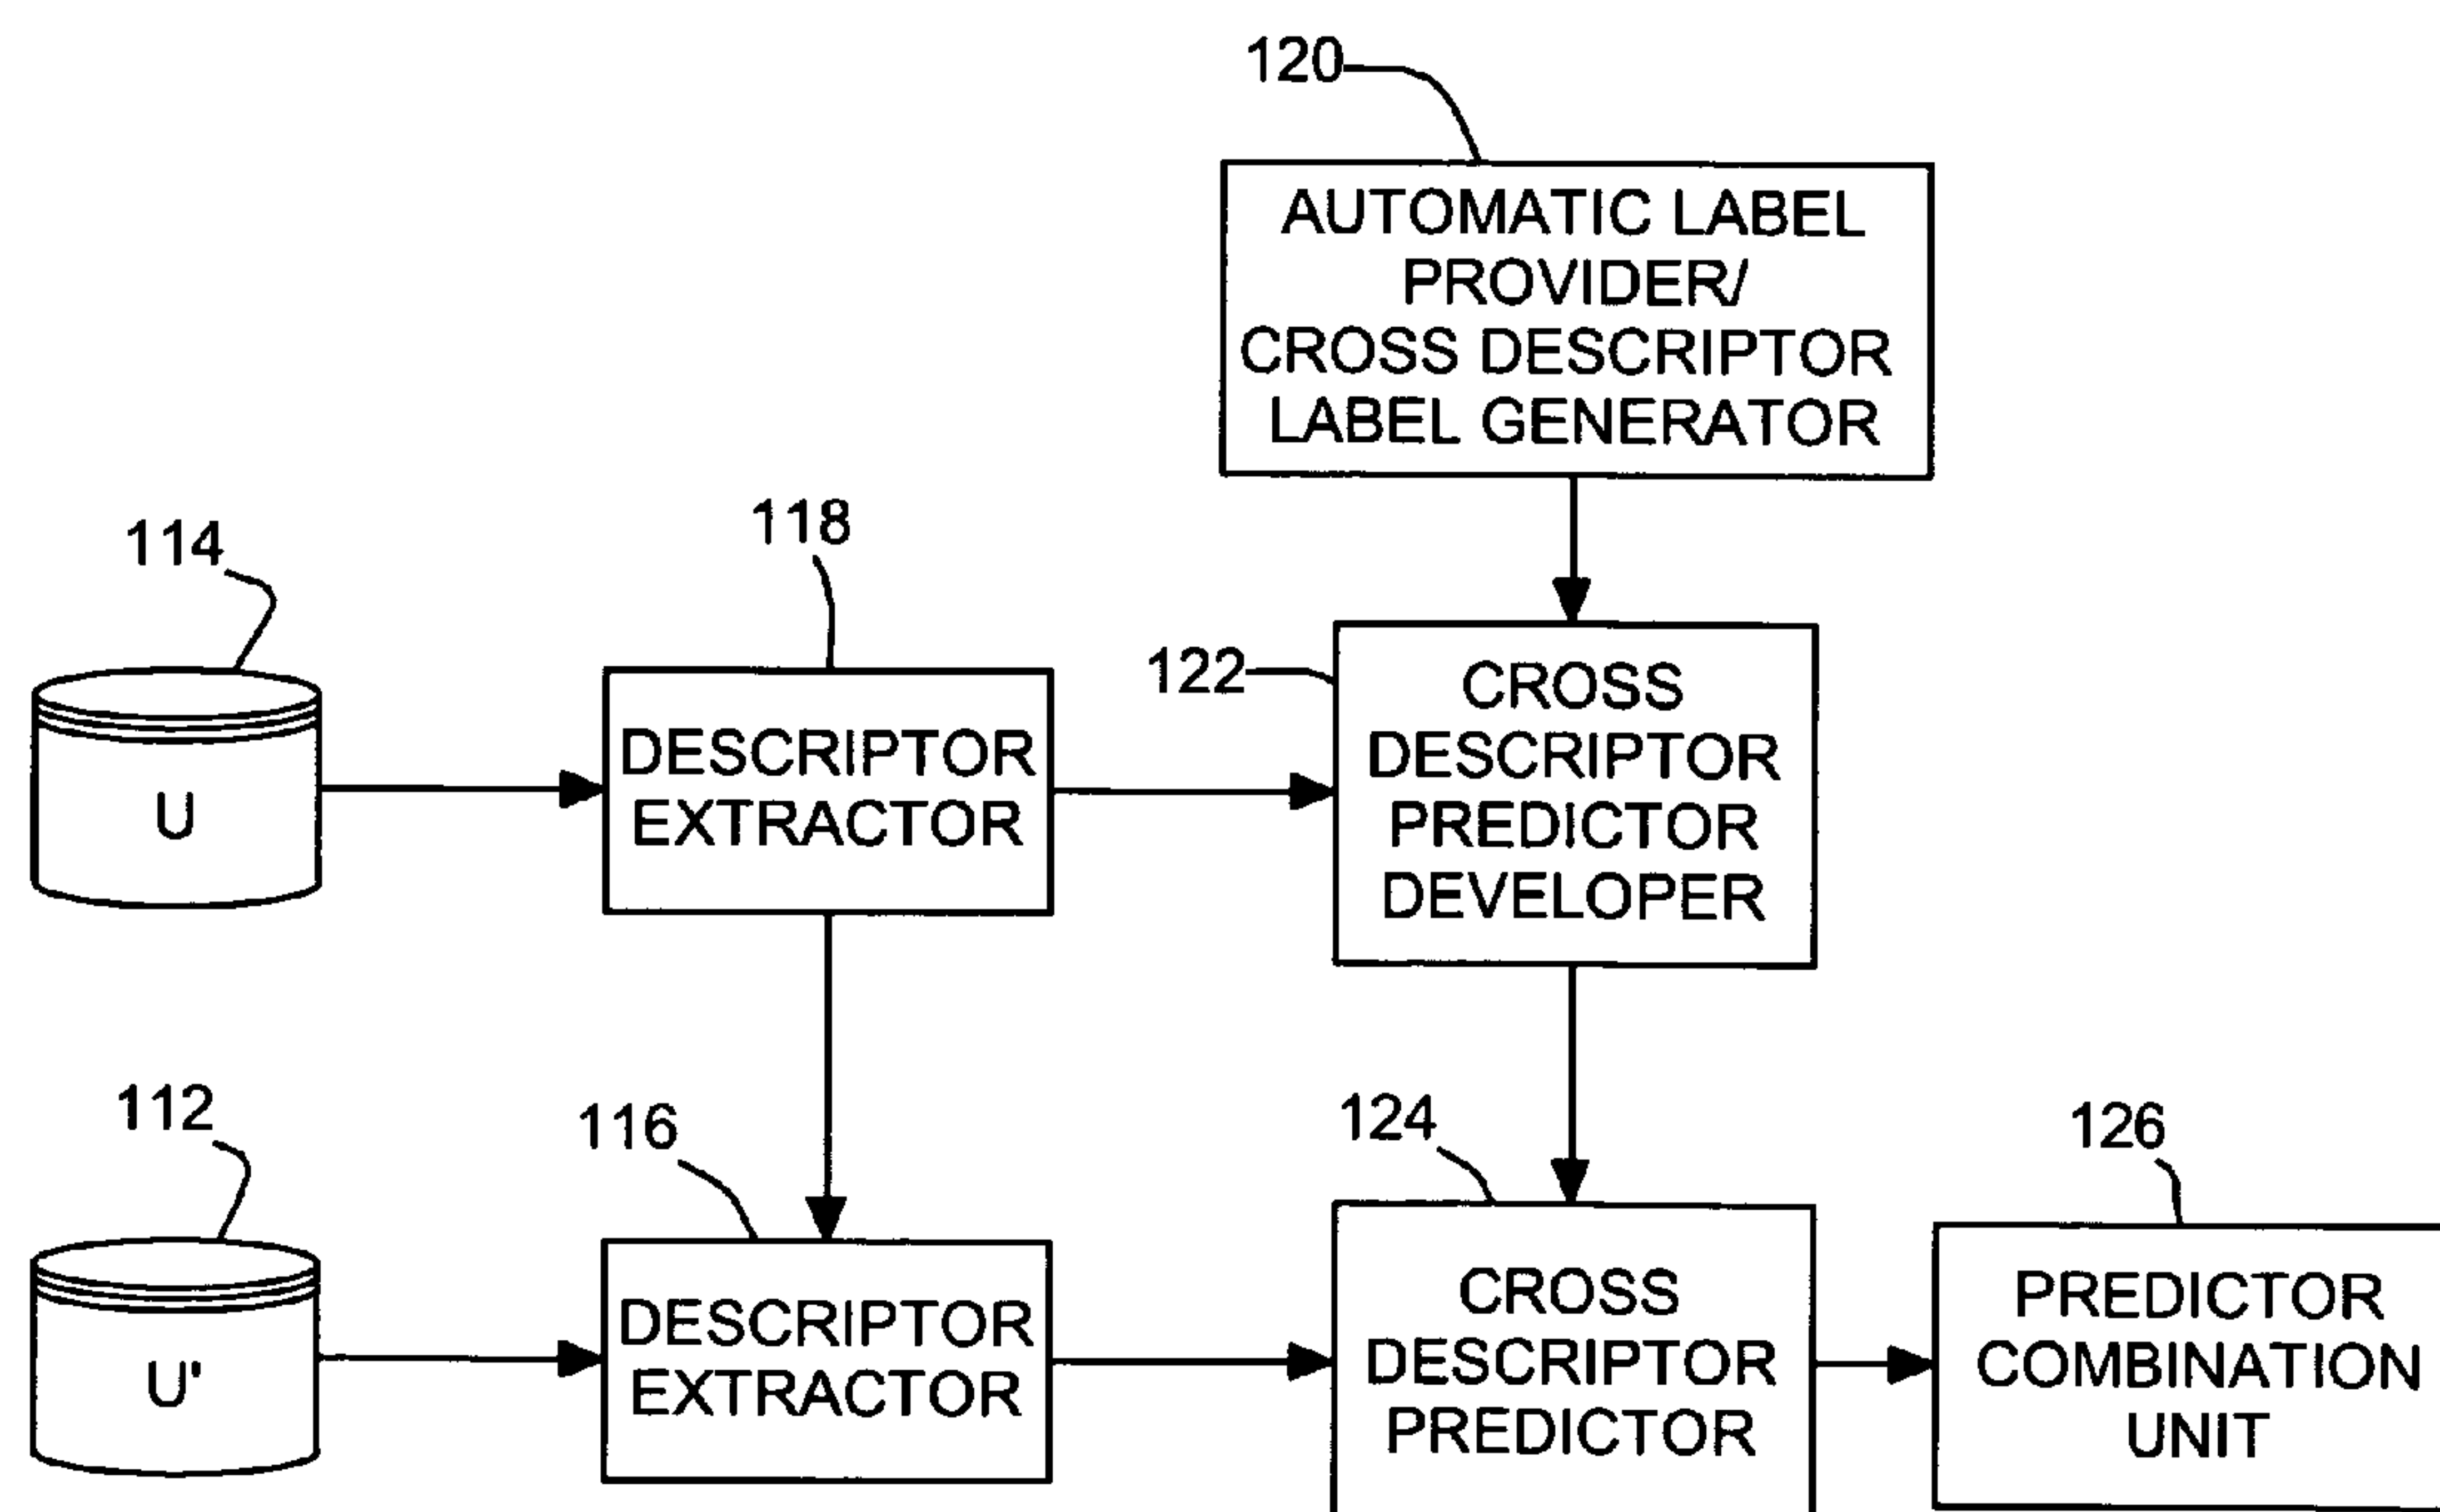 120
AUTOMATIC LABEL
PROVIDER/
CROSS DESCRIPTOR
LABEL GENERATOR
114
118
122
U
DESCRIPTOR
EXTRACTOR
CROSS
DESCRIPTOR
PREDICTOR
DEVELOPER
112
116
124
126
U'
DESCRIPTOR
EXTRACTOR
CROSS
DESCRIPTOR
PREDICTOR
PREDICTOR
COMBINATION
UNIT